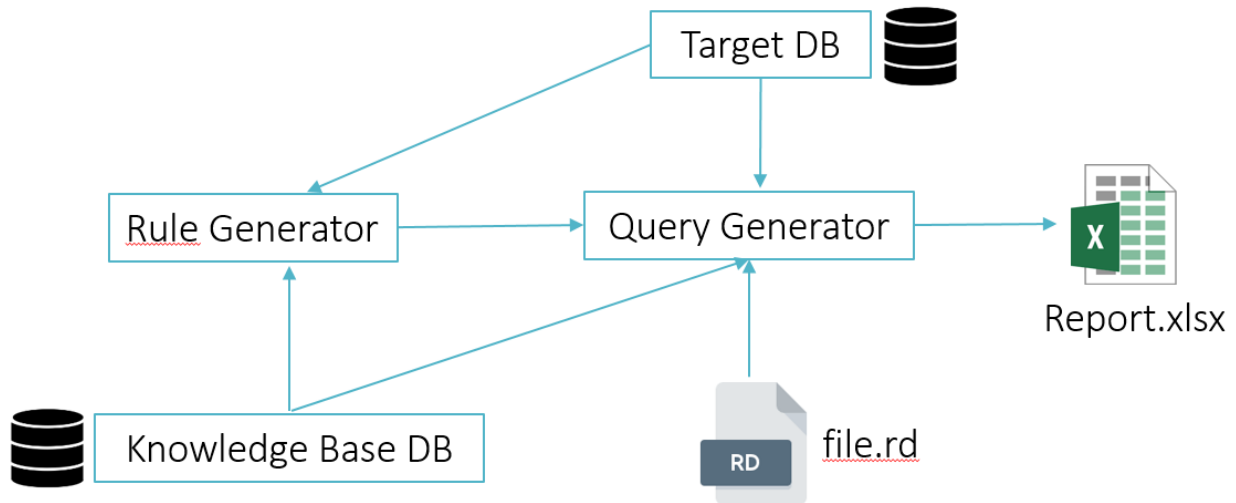 Target DB
Rule Generator
Query Generator
X
Report.xlsx
Knowledge Base DB
RD
file.rd